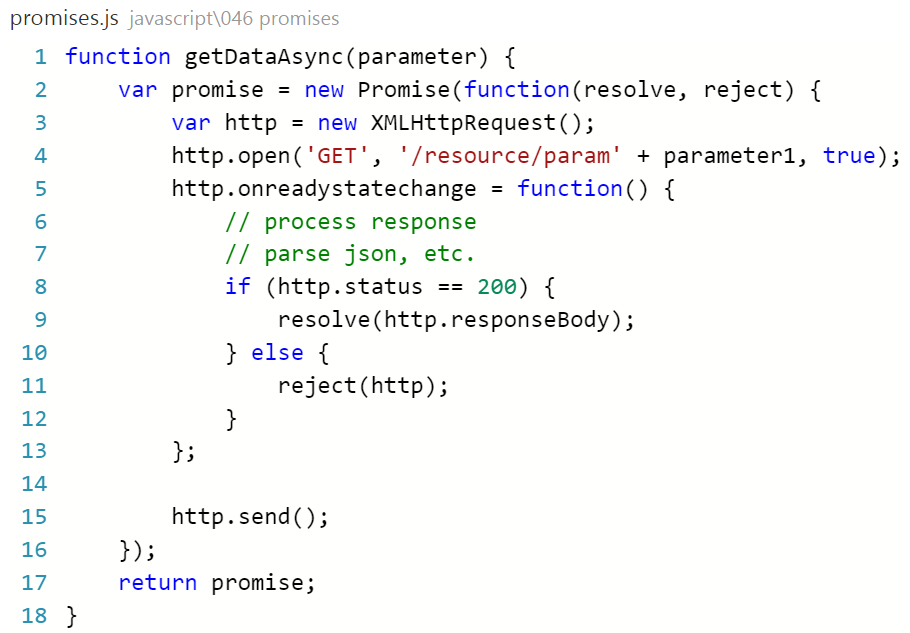 promises.js javascript\046 promises
1 function getDataAsync(parameter) {
2     var promise = new Promise(function(resolve, reject) {
3         var http = new XMLHttpRequest();
4         http.open('GET', '/resource/param' + parameter1, true);
5         http.onreadystatechange = function() {
6             // process response
7             // parse json, etc.
8             if (http.status == 200) {
9                 resolve(http.responseBody);
10             } else {
11                 reject(http);
12             }
13         };
14
15         http.send();
16     });
17     return promise;
18 }